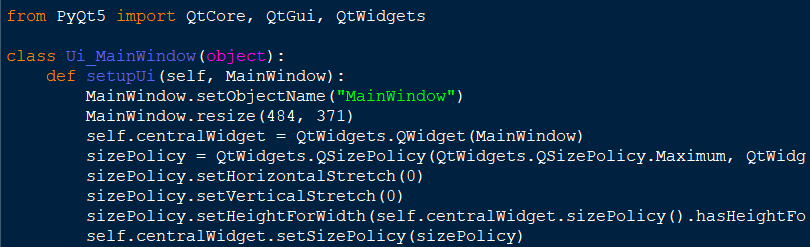 from PyQt5 import QtCore, QtGui, QtWidgets
class Ui_MainWindow(object):
def setupUi(self, MainWindow):
MainWindow.setObjectName("MainWindow")
MainWindow.resize(484, 371)
self.centralWidget = QtWidgets.QWidget(MainWindow)
sizePolicy = QtWidgets.QSizePolicy(QtWidgets.QSizePolicy.Maximum, QtWidg
sizePolicy.setHorizontalStretch(0)
sizePolicy.setVerticalStretch(0)
sizePolicy.setHeightForWidth(self.centralWidget.sizePolicy().hasHeightFo
self.centralWidget.setSizePolicy(sizePolicy)